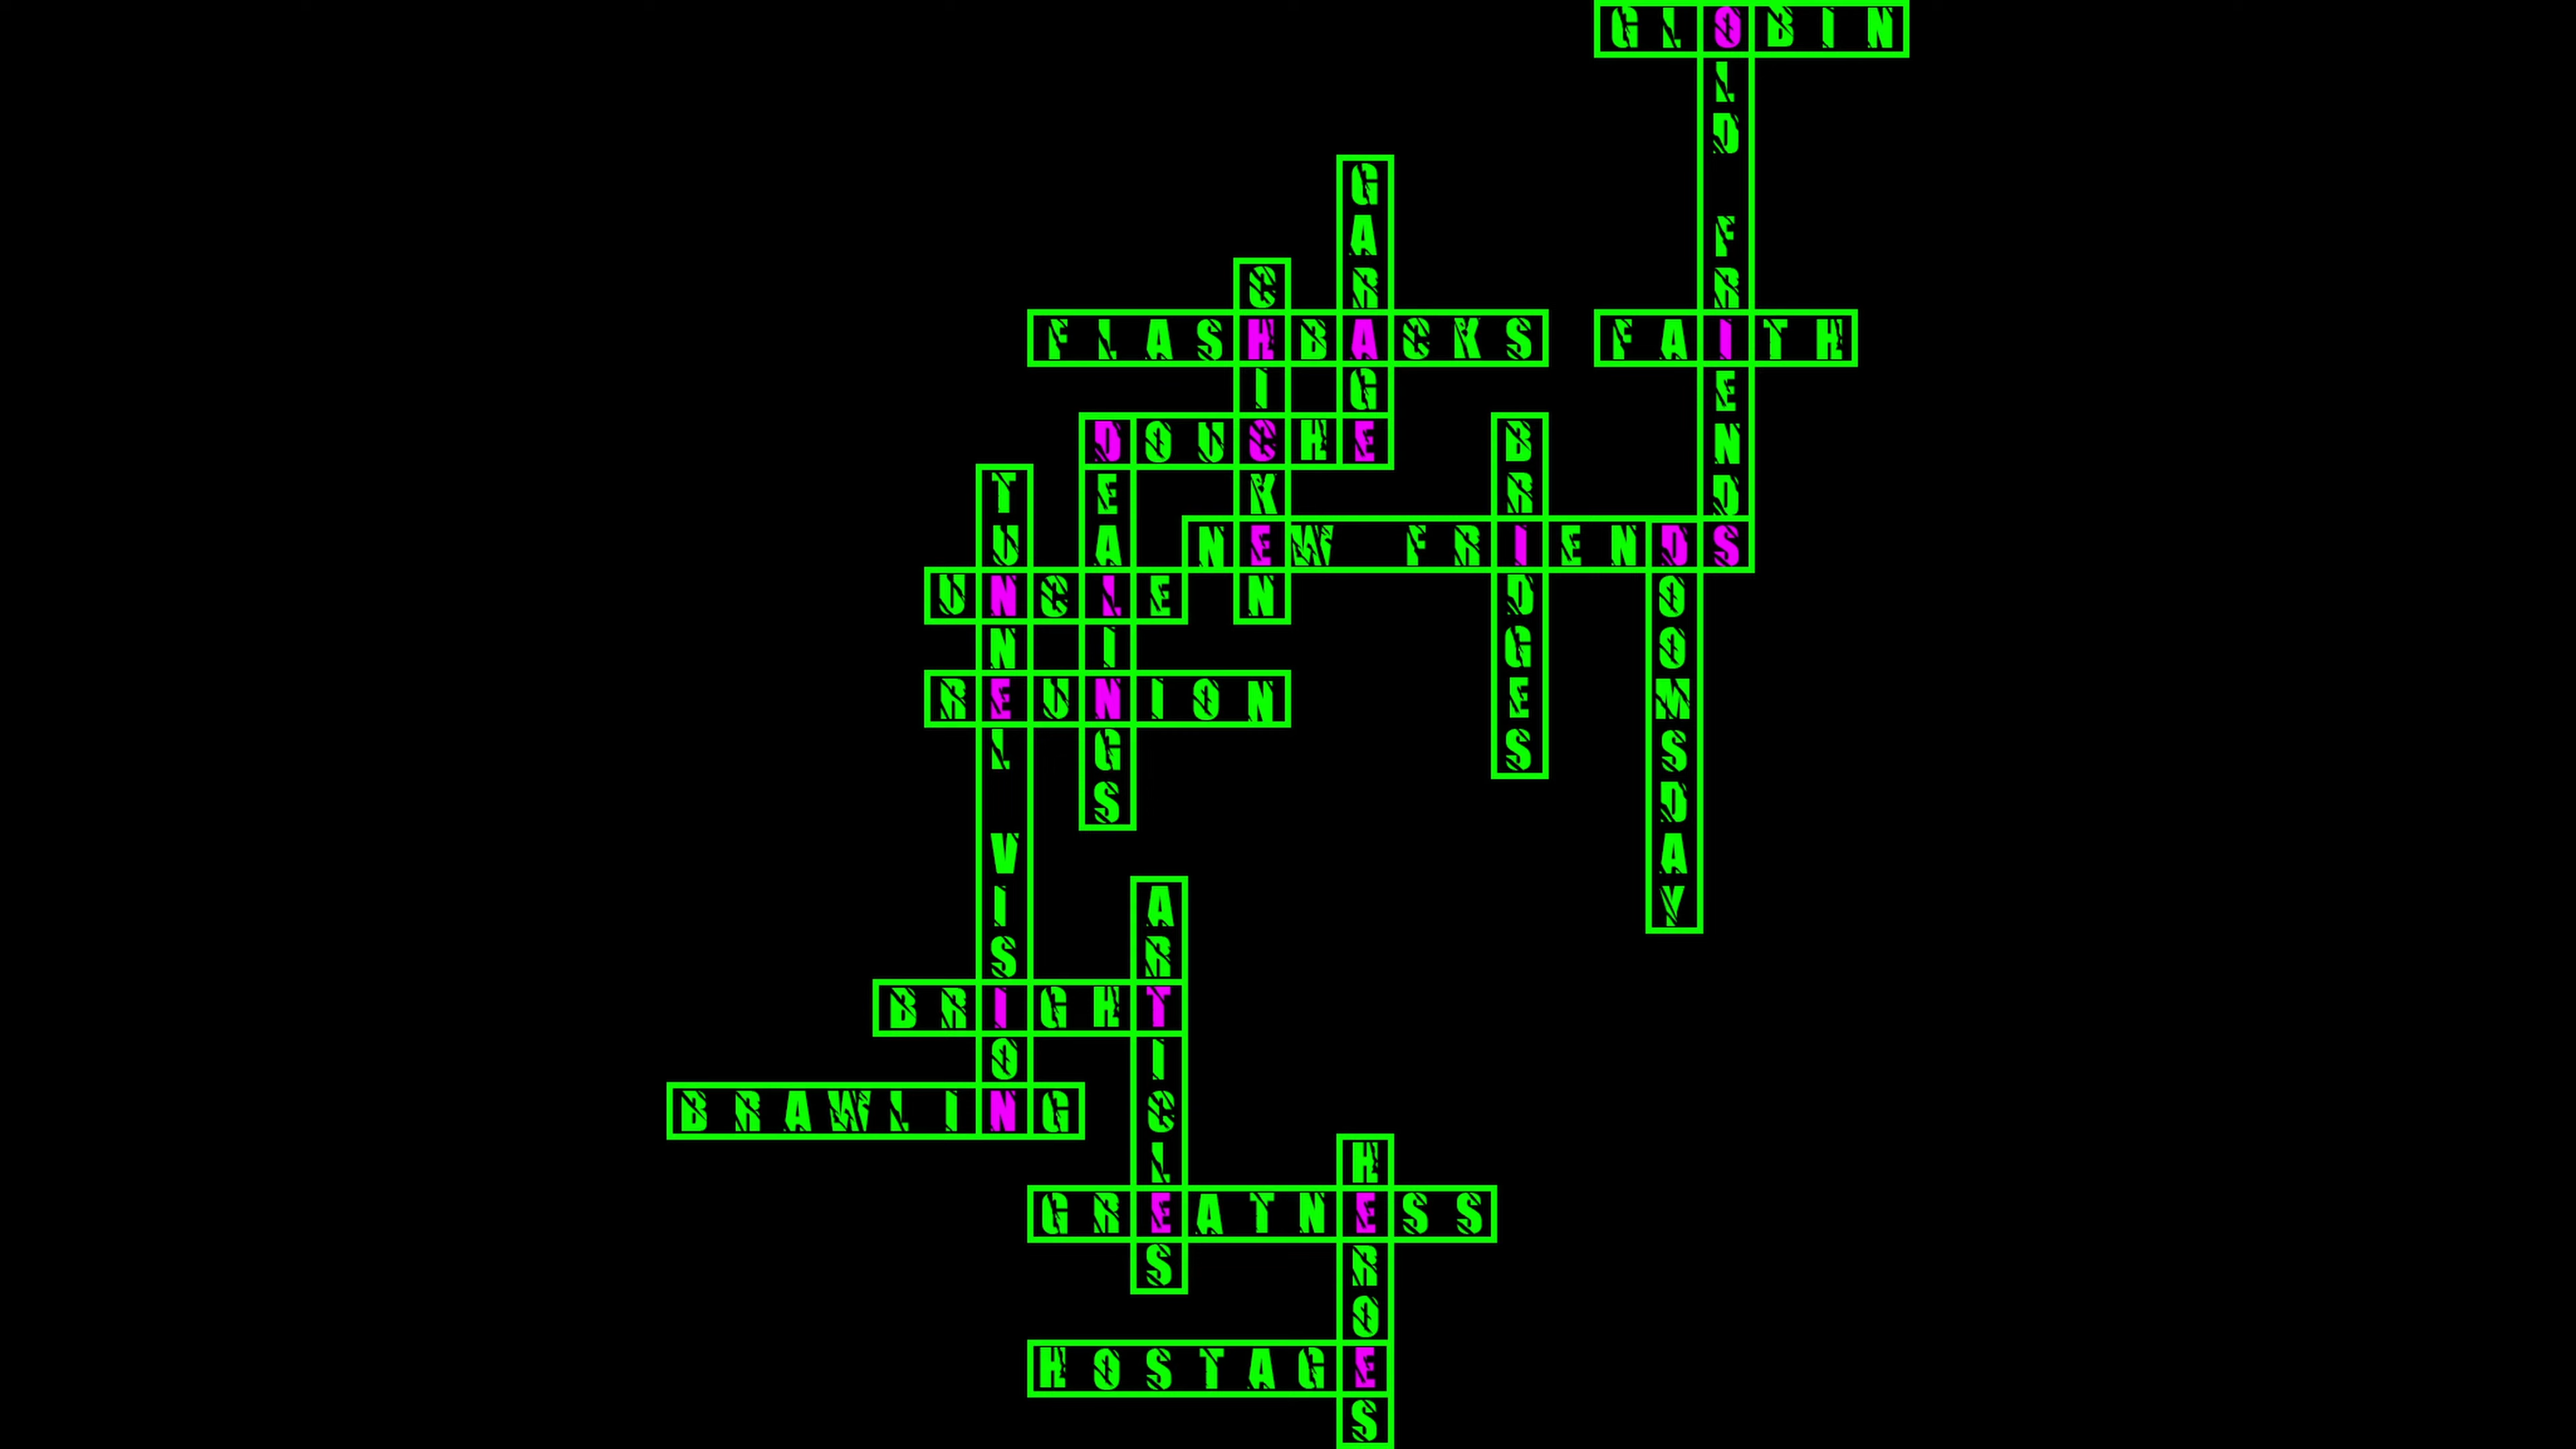 GLOBIN
OLD FRIENDS
GARAGE
CHICKEN
FLASHBACKS
FAITH
DOUCHE
DEALINGS
BRIDGES
TUNNEL VISION
NEW FRIENDS
DOOMSDAY
UNCLE
REUNION
ARTICLES
BRIGHT
BRAWLING
HEROES
GREATNESS
HOSTAGE